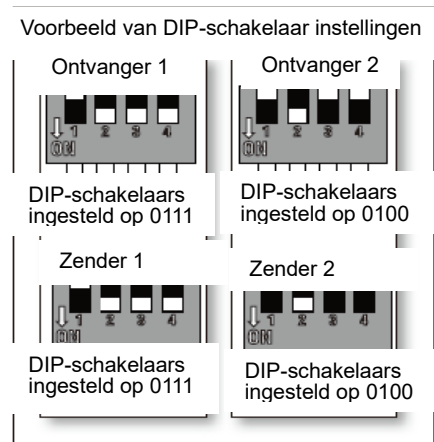 Voorbeeld van DIP-schakelaar instellingen
Ontvanger 1
1 2 3 4
ON
DIP-schakelaars
ingesteld op 0111
Ontvanger 2
1 2 3 4
ON
DIP-schakelaars
ingesteld op 0100
Zender 1
1 2 3 4
ON
DIP-schakelaars
ingesteld op 0111
Zender 2
1 2 3 4
ON
DIP-schakelaars
ingesteld op 0100